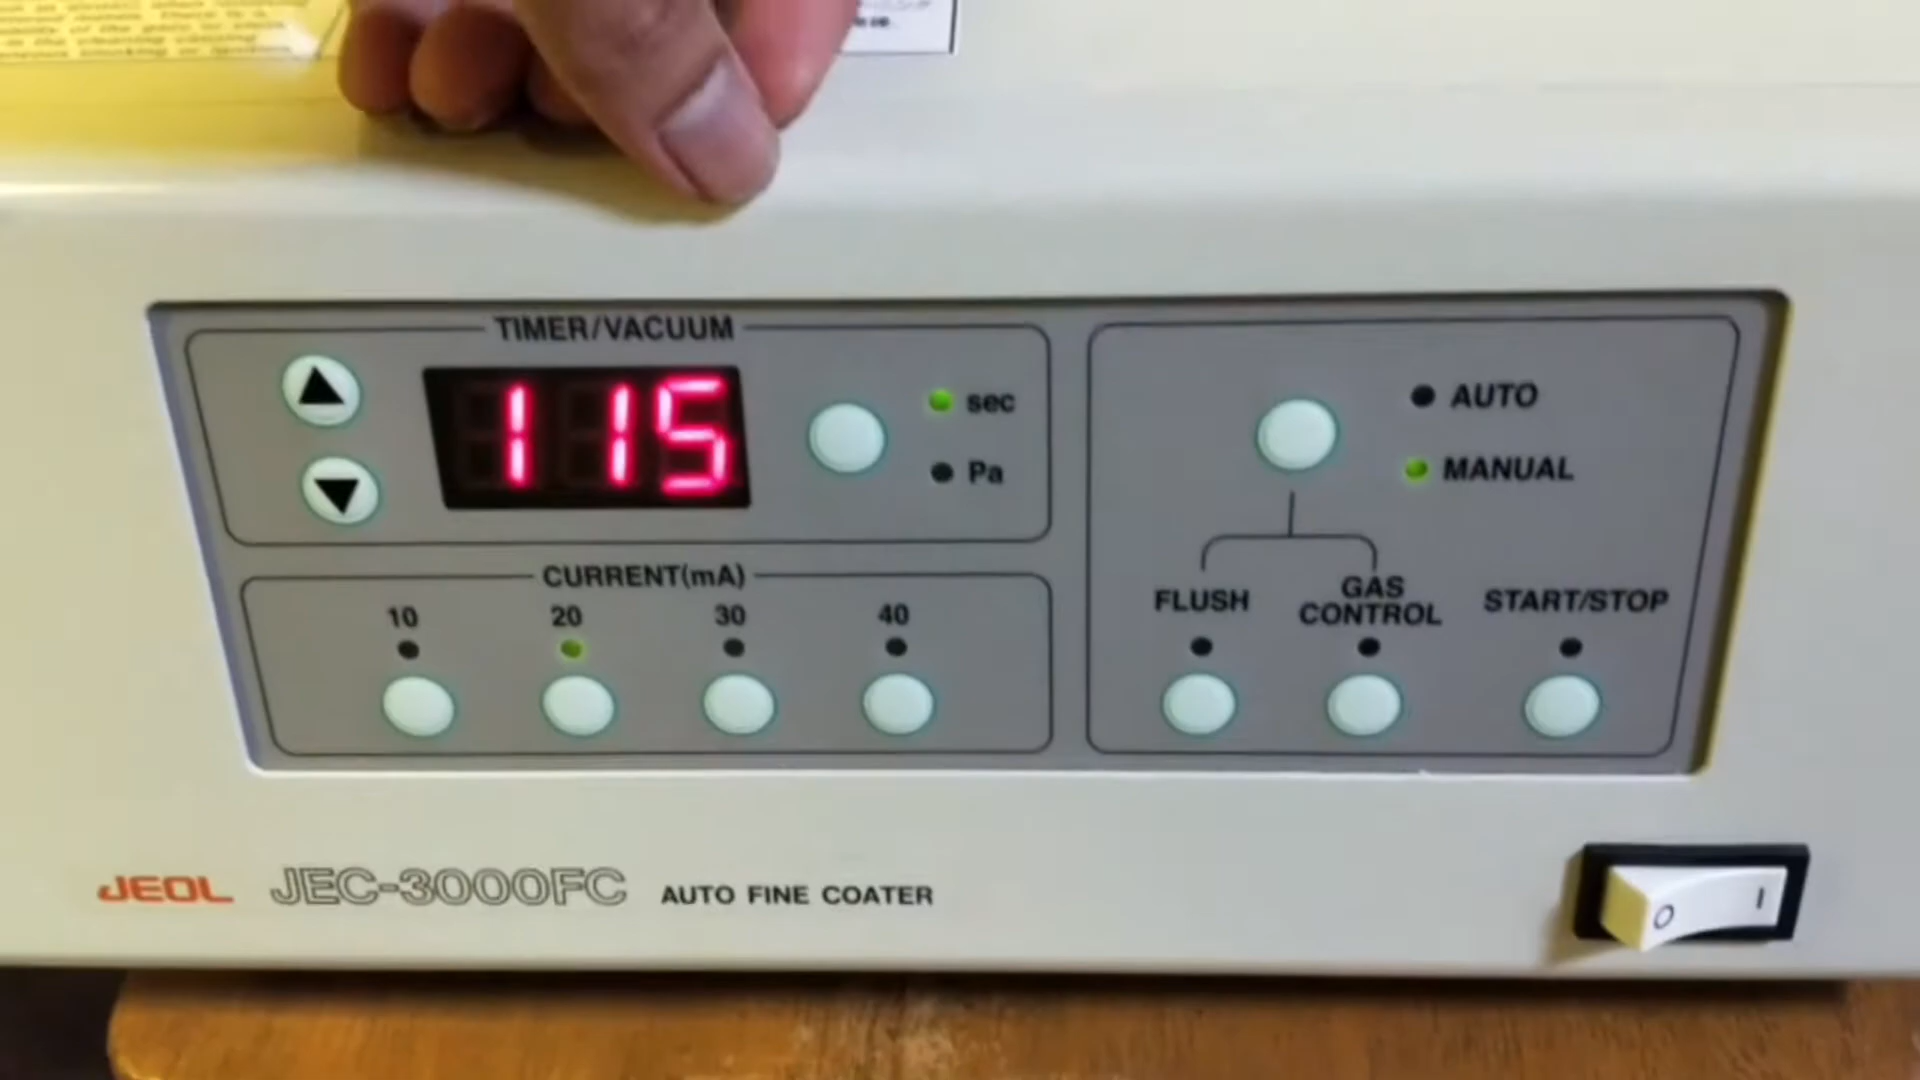 TIMER/VACUUM
115
sec
Pa
AUTO
MANUAL
CURRENT(mA)
10 20 30 40
FLUSH
GAS CONTROL
START/STOP
JEOL JEC-3000FC AUTO FINE COATER
O I